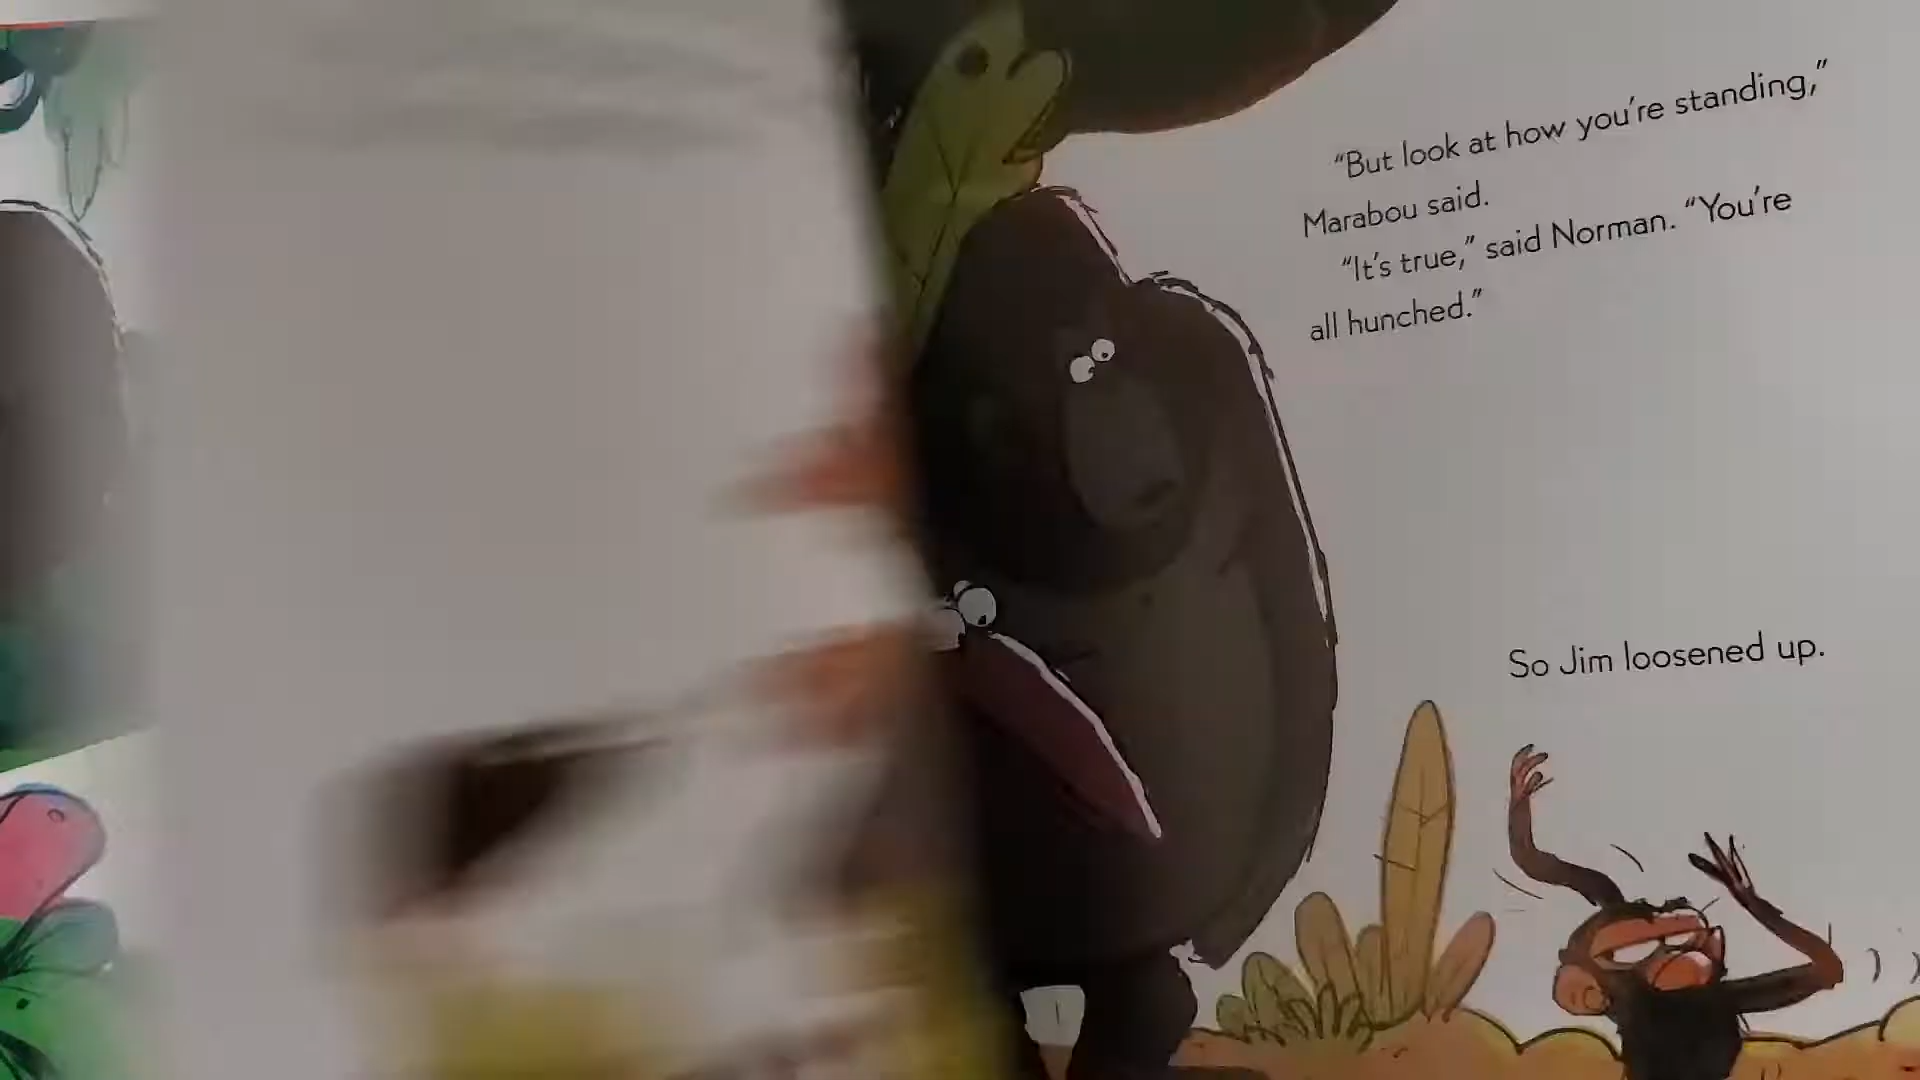 “But look at how you’re standing,”
Marabou said.
“It’s true,” said Norman. “You’re
all hunched.”
So Jim loosened up.